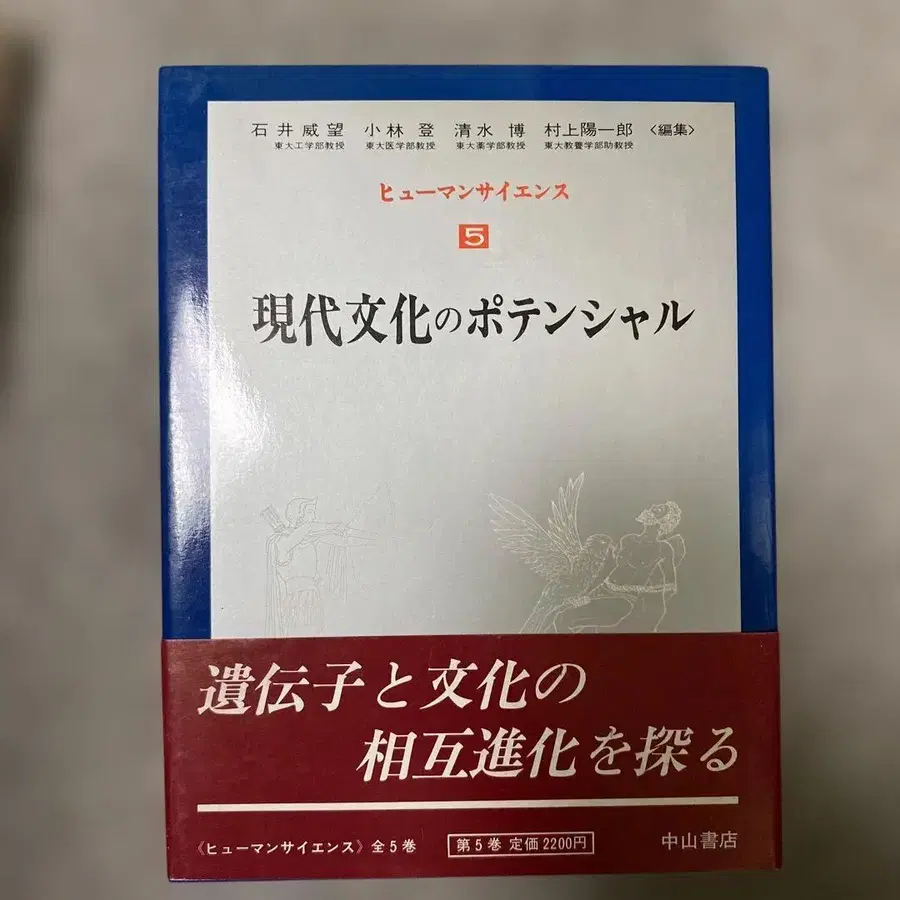 石井威望 小林 登 清水 博 村上陽一郎 〈編集〉
東大工学部教授 東大医学部教授 東大薬学部教授 東大教養学部助教授
ヒューマンサイエンス
5
現代文化のポテンシャル
遺伝子と文化の
相互進化を探る
《ヒューマンサイエンス》全5巻 第5巻 定価2200円 中山書店